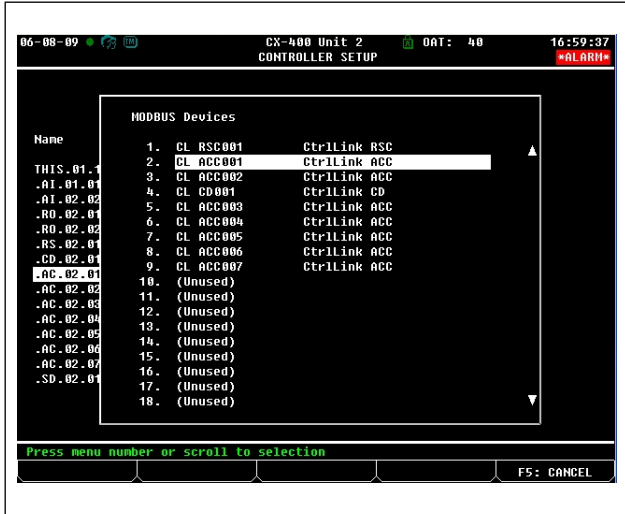 06-08-09 CX-400 Unit 2 OAT: 40 16:59:37
CONTROLLER SETUP *ALARM*
MODBUS Devices
Name
1. CL RSC001 CtrlLink RSC
2. CL ACC001 CtrlLink ACC
3. CL ACC002 CtrlLink ACC
4. CL CD001 CtrlLink CD
5. CL ACC003 CtrlLink ACC
6. CL ACC004 CtrlLink ACC
7. CL ACC005 CtrlLink ACC
8. CL ACC006 CtrlLink ACC
9. CL ACC007 CtrlLink ACC
10. (Unused)
11. (Unused)
12. (Unused)
13. (Unused)
14. (Unused)
15. (Unused)
16. (Unused)
17. (Unused)
18. (Unused)
THIS.01.1
.AI.01.01
.AI.02.02
.RO.02.01
.RO.02.02
.RS.02.01
.CD.02.01
.AC.02.01
.AC.02.02
.AC.02.03
.AC.02.04
.AC.02.05
.AC.02.06
.AC.02.07
.SD.02.01
Press menu number or scroll to selection
F5: CANCEL